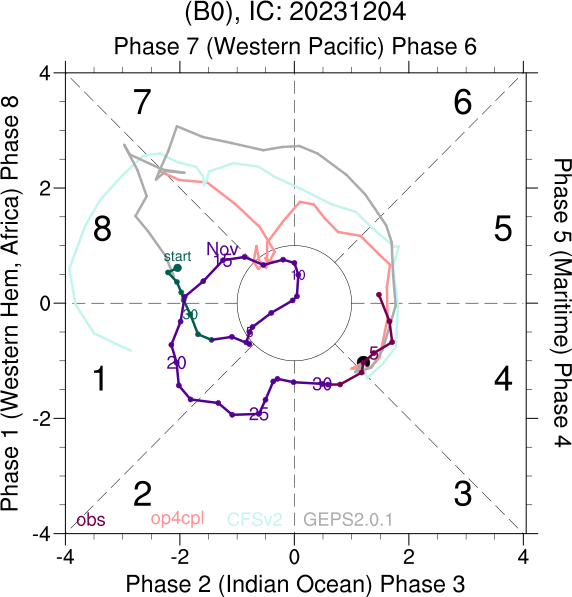 (B0), IC: 20231204
Phase 7 (Western Pacific) Phase 6
4
7
6
Phase 1 (Western Hem, Africa) Phase 8
Phase 5 (Maritime) Phase 4
2
8
5
start
Nov
15
10
0
30
5
5
20
1
4
30
25
-2
2
3
obs
op4cpl
CFSv2
GEPS2.0.1
-4
-4
-2
0
2
4
Phase 2 (Indian Ocean) Phase 3